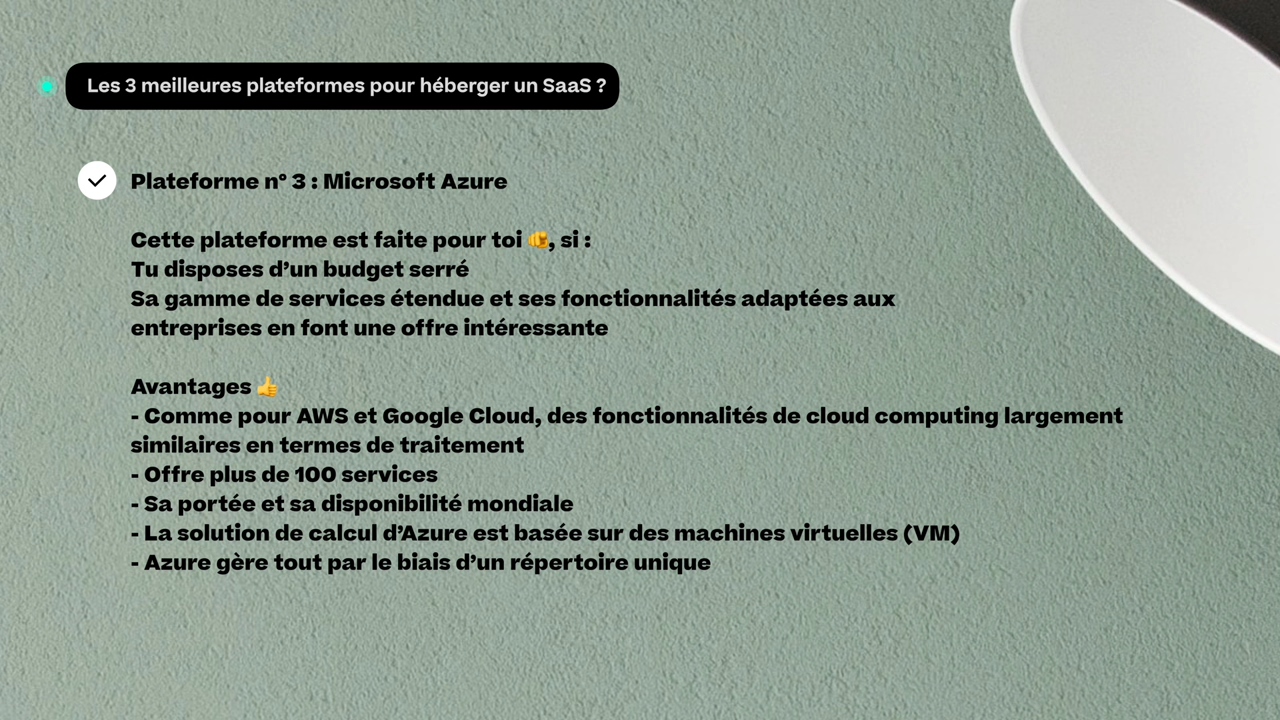 Les 3 meilleures plateformes pour héberger un SaaS ?
Plateforme n° 3 : Microsoft Azure
Cette plateforme est faite pour toi 🫵, si :
Tu disposes d’un budget serré
Sa gamme de services étendue et ses fonctionnalités adaptées aux
entreprises en font une offre intéressante
Avantages 👍
- Comme pour AWS et Google Cloud, des fonctionnalités de cloud computing largement
similaires en termes de traitement
- Offre plus de 100 services
- Sa portée et sa disponibilité mondiale
- La solution de calcul d’Azure est basée sur des machines virtuelles (VM)
- Azure gère tout par le biais d’un répertoire unique